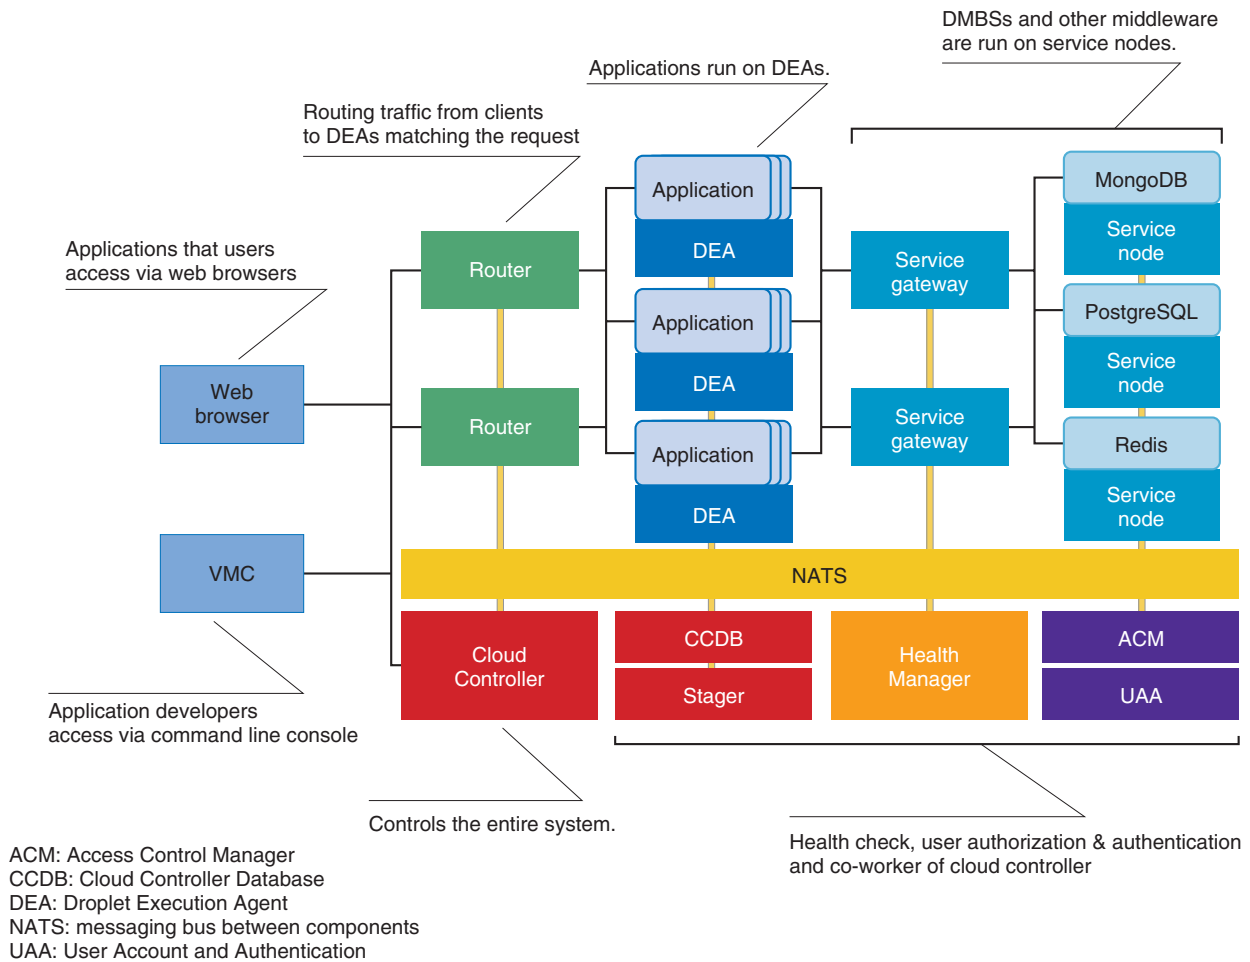 DMBSs and other middleware
are run on service nodes.
Applications run on DEAs.
Routing traffic from clients
to DEAs matching the request
Applications that users
access via web browsers
Application
DEA
Application
DEA
Application
DEA
Router
Router
Service
gateway
Service
gateway
MongoDB
Service
node
PostgreSQL
Service
node
Redis
Service
node
Web
browser
VMC
NATS
Cloud
Controller
CCDB
Stager
Health
Manager
ACM
UAA
Application developers
access via command line console
Controls the entire system.
Health check, user authorization & authentication
and co-worker of cloud controller
ACM: Access Control Manager
CCDB: Cloud Controller Database
DEA: Droplet Execution Agent
NATS: messaging bus between components
UAA: User Account and Authentication